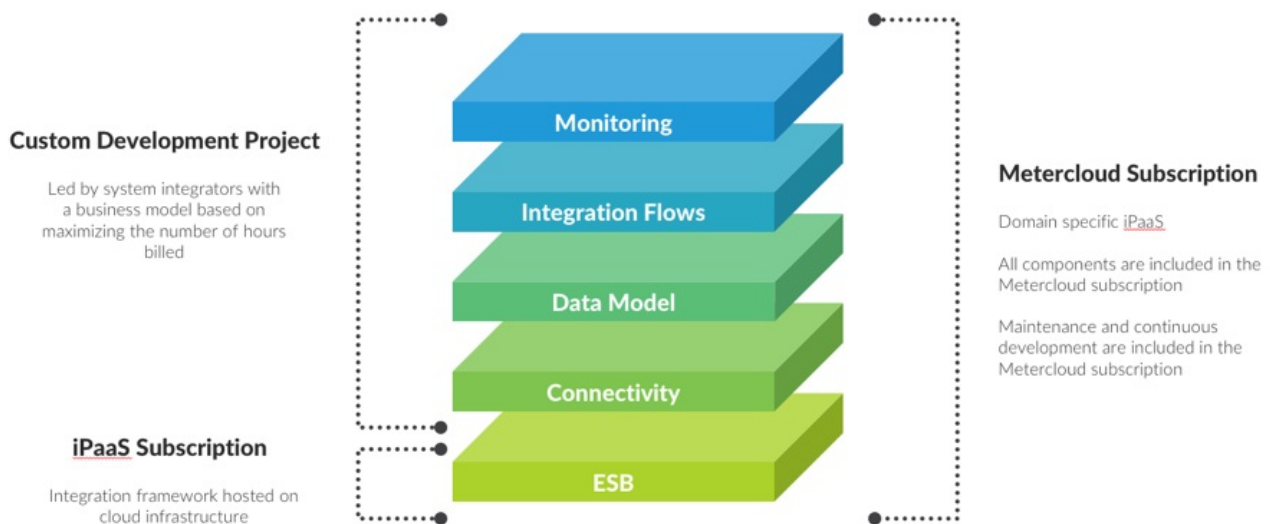 Custom Development Project
Led by system integrators with
a business model based on
maximizing the number of hours
billed
iPaaS Subscription
Integration framework hosted on
cloud infrastructure
Monitoring
Integration Flows
Data Model
Connectivity
ESB
Metercloud Subscription
Domain specific iPaaS
All components are included in the
Metercloud subscription
Maintenance and continuous
development are included in the
Metercloud subscription